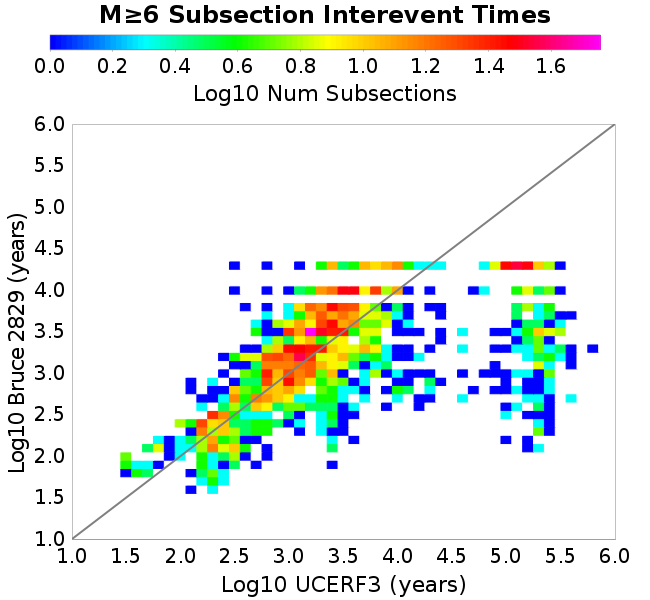 M≥6 Subsection Interevent Times
0.0 0.2 0.4 0.6 0.8 1.0 1.2 1.4 1.6
Log10 Num Subsections
Log10 Bruce 2829 (years)
6.0
5.5
5.0
4.5
4.0
3.5
3.0
2.5
2.0
1.5
1.0
1.0 1.5 2.0 2.5 3.0 3.5 4.0 4.5 5.0 5.5 6.0
Log10 UCERF3 (years)